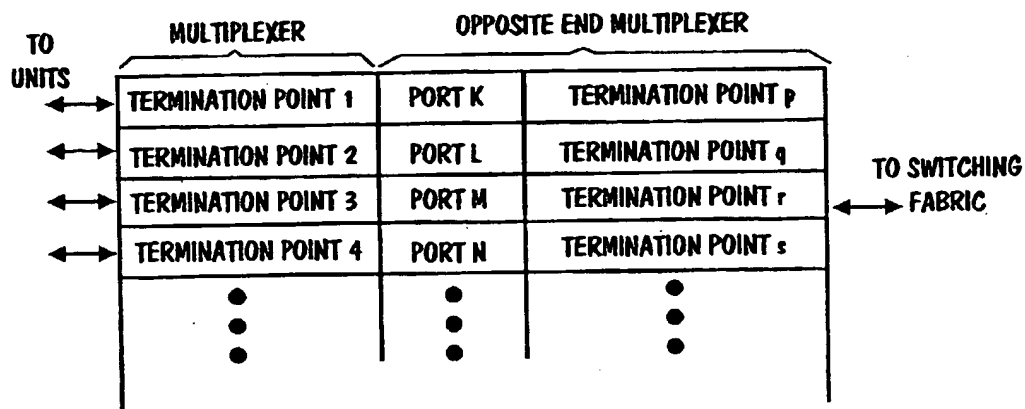 TO UNITS
MULTIPLEXER
OPPOSITE END MULTIPLEXER
TERMINATION POINT 1 PORT K TERMINATION POINT p
TERMINATION POINT 2 PORT L TERMINATION POINT q
TERMINATION POINT 3 PORT M TERMINATION POINT r
TERMINATION POINT 4 PORT N TERMINATION POINT s
TO SWITCHING
FABRIC